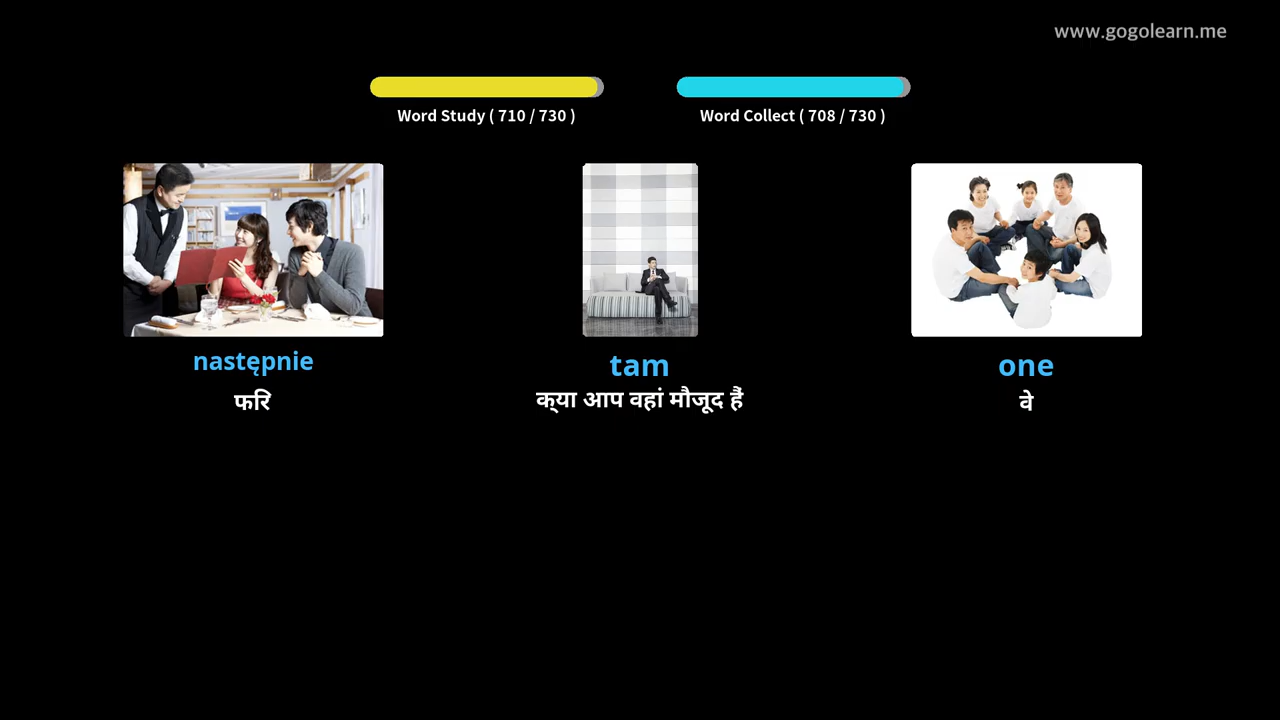 www.gogolearn.me
Word Study ( 710 / 730 )
Word Collect ( 708 / 730 )
następnie
tam
one
फिर
क्या आप वहां मौजूद हैं
वे